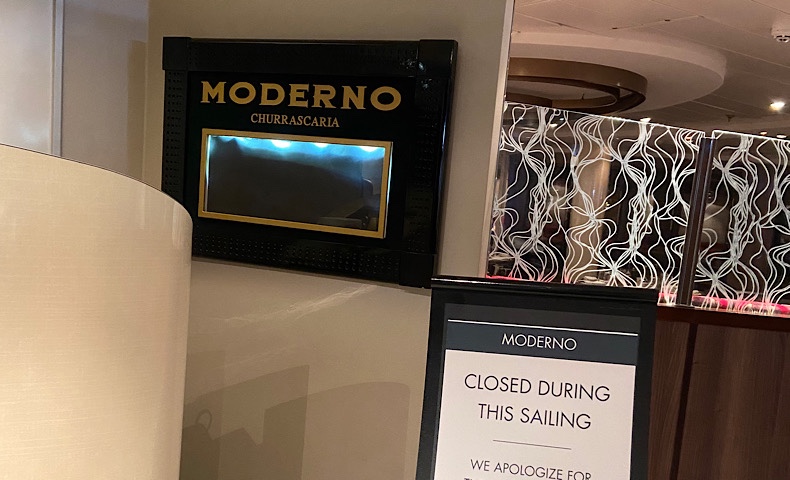 MODERNO
CHURRASCARIA
MODERNO
CLOSED DURING
THIS SAILING
WE APOLOGIZE FOR